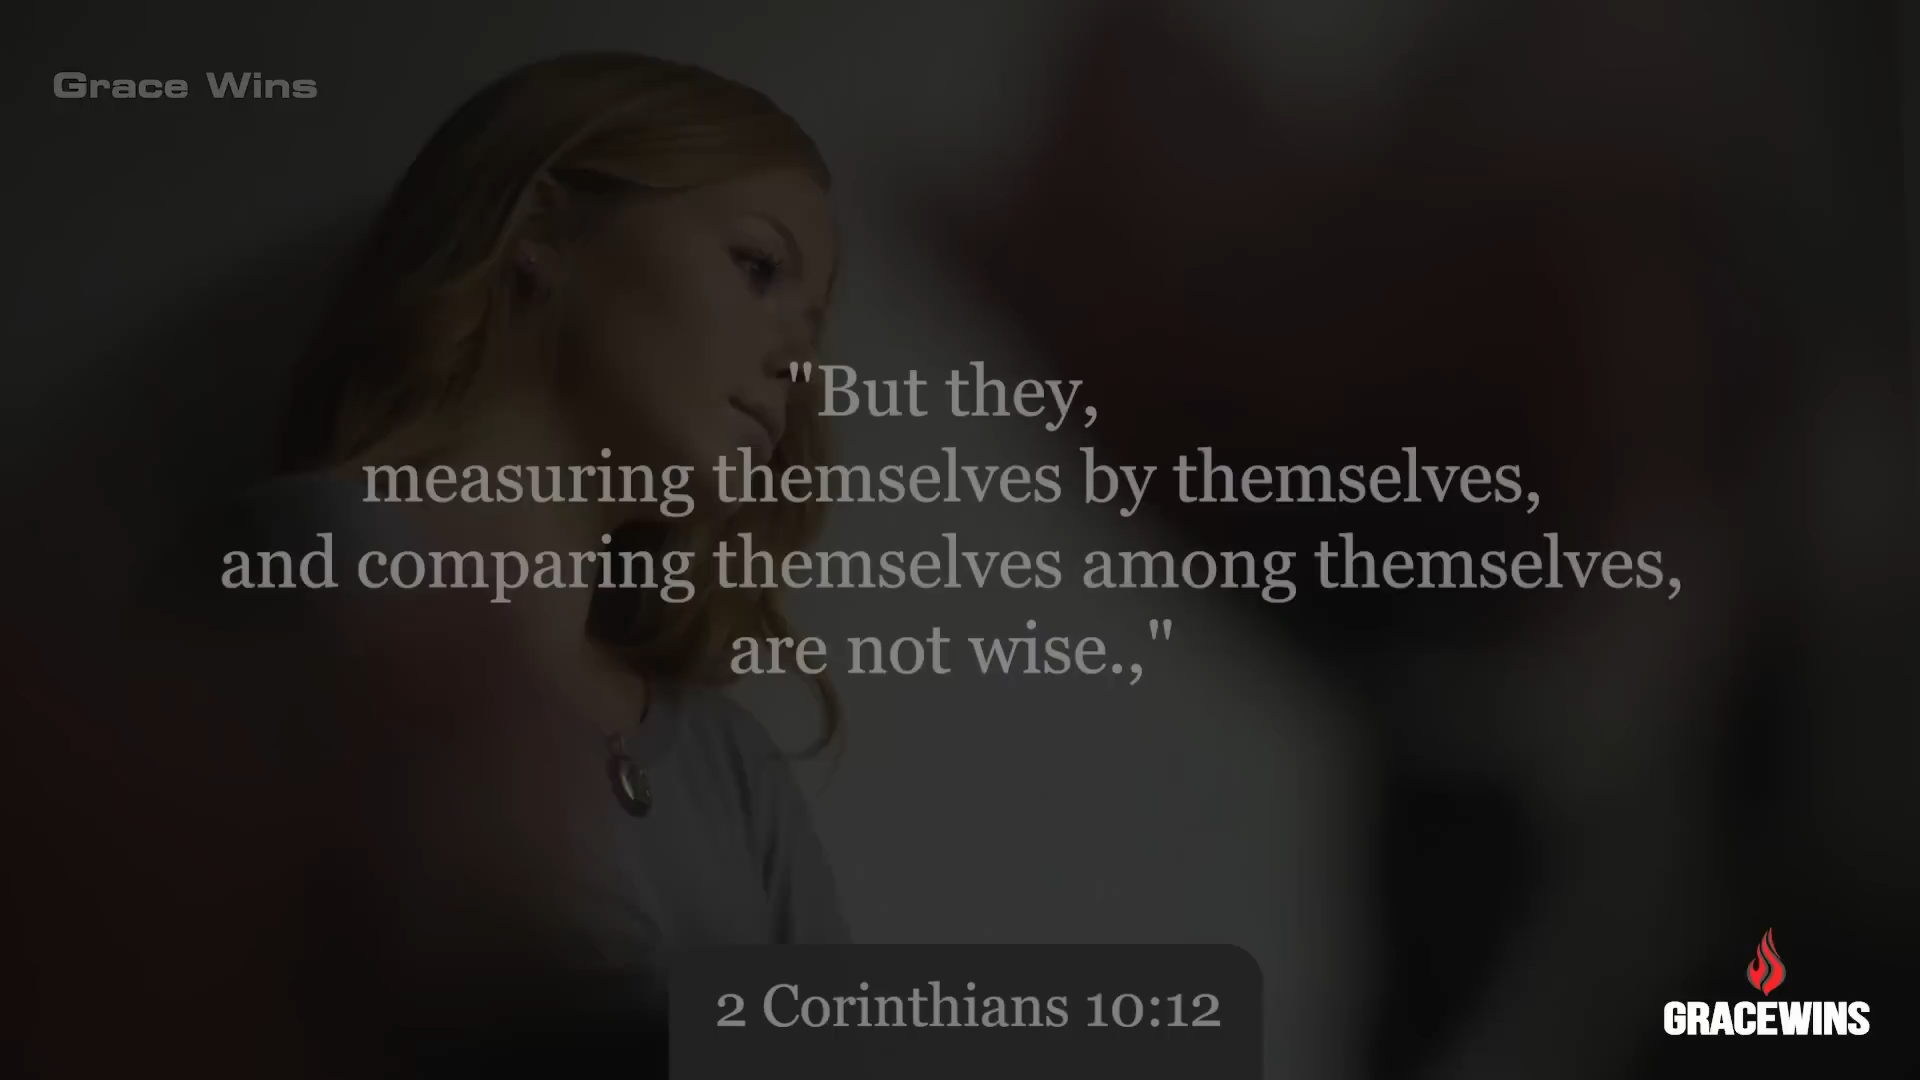 Grace Wins
"But they,
measuring themselves by themselves,
and comparing themselves among themselves,
are not wise.,"
2 Corinthians 10:12
GRACEWINS